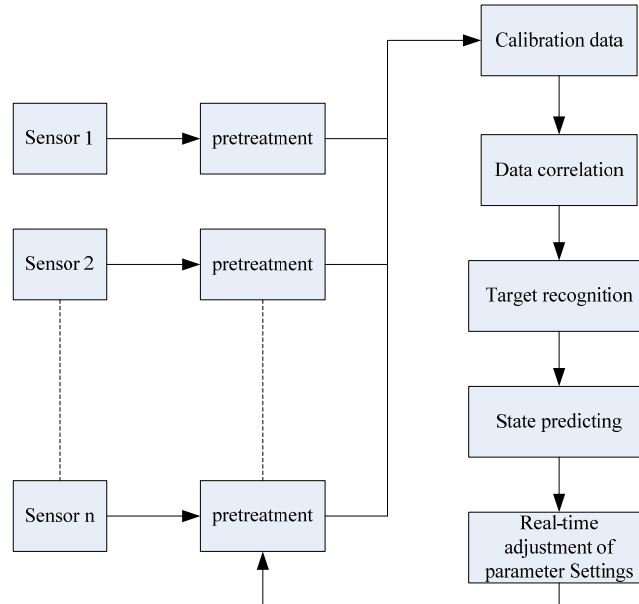 Calibration data
Sensor 1
pretreatment
Data correlation
Sensor 2
pretreatment
Target recognition
State predicting
Sensor n
pretreatment
Real-time
adjustment of
parameter Settings